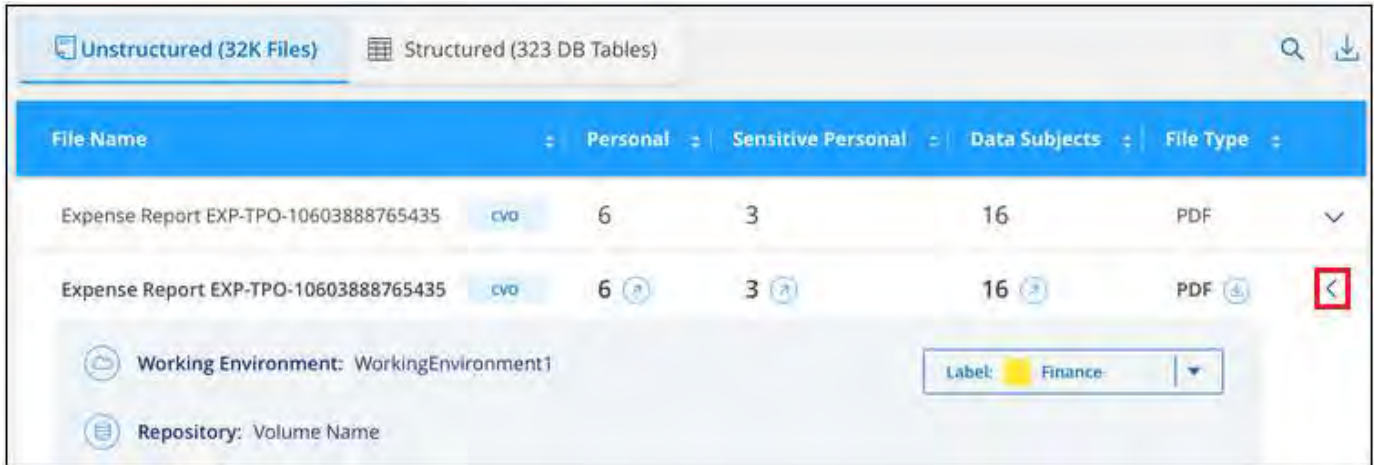 Unstructured (32K Files) Structured (323 DB Tables)
File Name Personal Sensitive Personal Data Subjects File Type
Expense Report EXP-TPO-10603888765435 CVO 6 3 16 PDF
Expense Report EXP-TPO-10603888765435 CVO 6 3 16 PDF
Working Environment: WorkingEnvironment1 Label: Finance
Repository: Volume Name